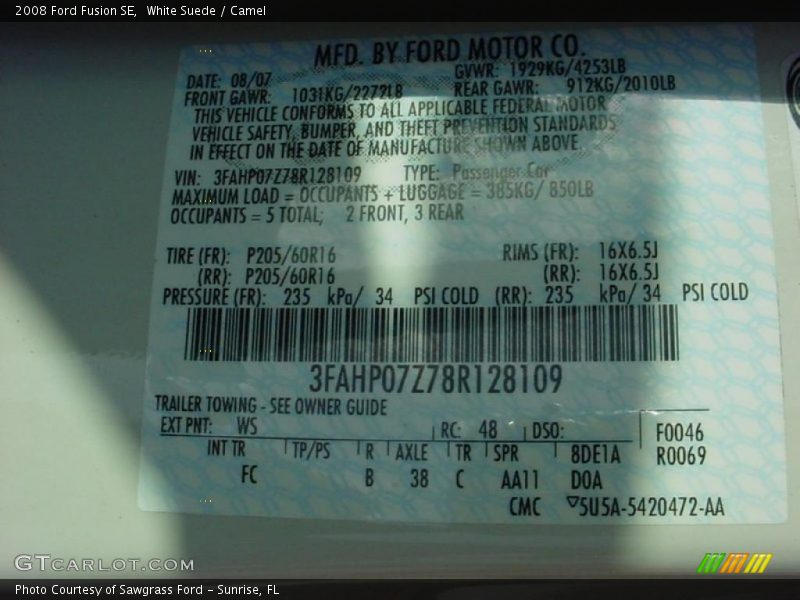 2008 Ford Fusion SE,  White Suede / Camel
MFD. BY FORD MOTOR CO.
DATE: 08/07 GVWR: 1929KG/4253LB
FRONT GAWR: 1031KG/2272LB REAR GAWR: 912KG/2010LB
THIS VEHICLE CONFORMS TO ALL APPLICABLE FEDERAL MOTOR
VEHICLE SAFETY, BUMPER, AND THEFT PREVENTION STANDARDS
IN EFFECT ON THE DATE OF MANUFACTURE SHOWN ABOVE.
VIN: 3FAHP07Z78R128109 TYPE: Passenger Car
MAXIMUM LOAD = OCCUPANTS + LUGGAGE = 385KG/ 850LB
OCCUPANTS = 5 TOTAL; 2 FRONT, 3 REAR
TIRE (FR): P205/60R16 RIMS (FR): 16X6.5J
(RR): P205/60R16 (RR): 16X6.5J
PRESSURE (FR): 235 kPa/ 34 PSI COLD (RR): 235 kPa/ 34 PSI COLD
3FAHP07Z78R128109
TRAILER TOWING - SEE OWNER GUIDE
EXT PNT: WS RC: 48 DSO: F0046
INT TR TP/PS R AXLE TR SPR 8DE1A R0069
FC B 38 C AA11 D0A
CMC ▽5U5A-5420472-AA
GTCARLOT.COM
Photo Courtesy of Sawgrass Ford - Sunrise, FL